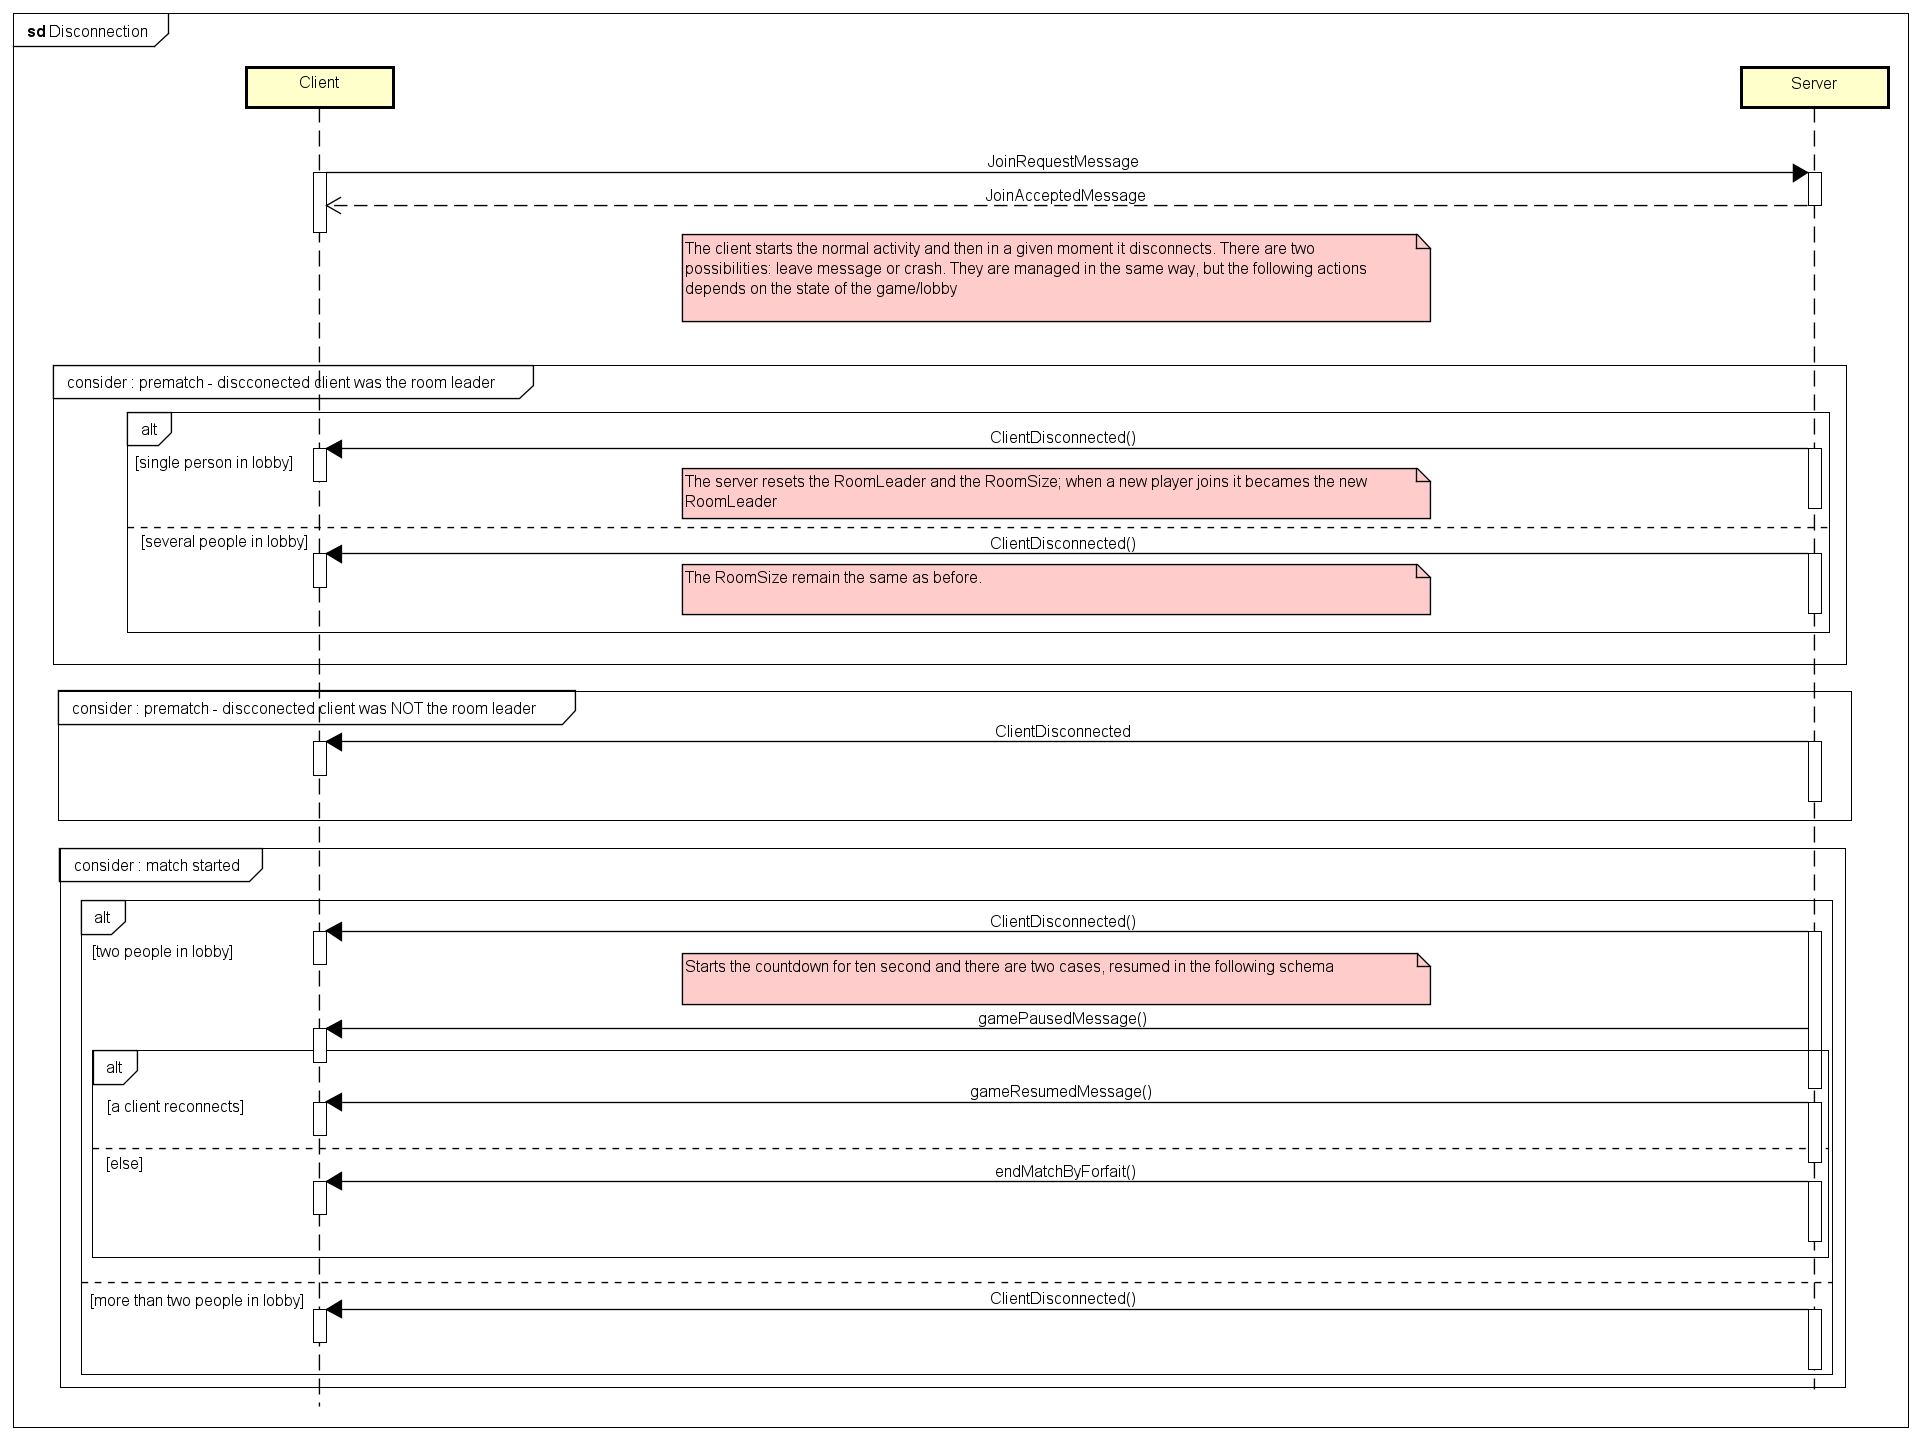 sd Disconnection
Client
Server
JoinRequestMessage
JoinAcceptedMessage
The client starts the normal activity and then in a given moment it disconnects. There are two
possibilities: leave message or crash. They are managed in the same way, but the following actions
depends on the state of the game/lobby
consider : prematch - discconected client was the room leader
alt
ClientDisconnected()
[single person in lobby]
The server resets the RoomLeader and the RoomSize; when a new player joins it becames the new
RoomLeader
[several people in lobby]
ClientDisconnected()
The RoomSize remain the same as before.
consider : prematch - discconected client was NOT the room leader
ClientDisconnected
consider : match started
alt
ClientDisconnected()
[two people in lobby]
Starts the countdown for ten second and there are two cases, resumed in the following schema
gamePausedMessage()
alt
gameResumedMessage()
[a client reconnects]
[else]
endMatchByForfait()
[more than two people in lobby]
ClientDisconnected()